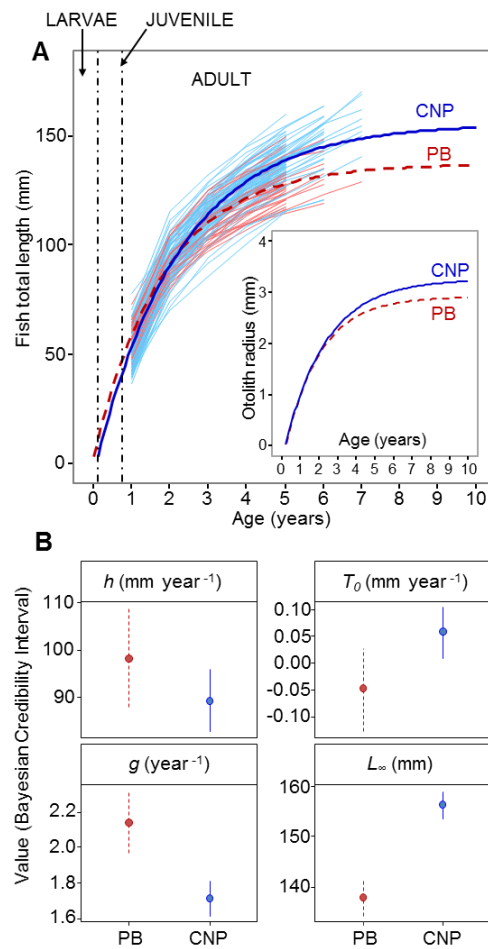 LARVAE JUVENILE
A
ADULT
CNP
PB
150
100
50
0
Fish total length (mm)
0 1 2 3 4 5 6 7 8 9 10
Age (years)
4
3
2
1
0
Otolith radius (mm)
CNP
PB
Age (years)
0 1 2 3 4 5 6 7 8 9 10
B
Value (Bayesian Credibility Interval)
h (mm year⁻¹)
110
100
90
T₀ (mm year⁻¹)
0.10
0.05
0.00
-0.05
-0.10
g (year⁻¹)
2.2
2.0
1.8
1.6
PB CNP
L∞ (mm)
160
150
140
PB CNP